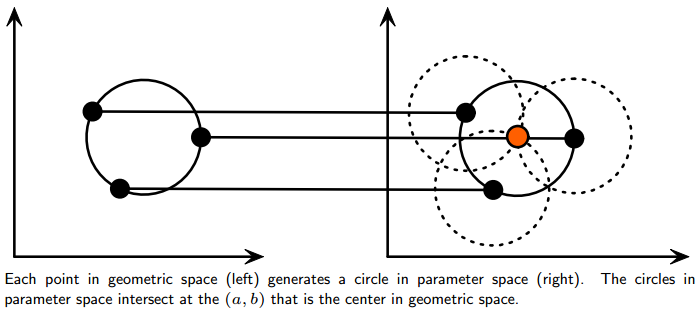 Each point in geometric space (left) generates a circle in parameter space (right). The circles in
parameter space intersect at the (a, b) that is the center in geometric space.